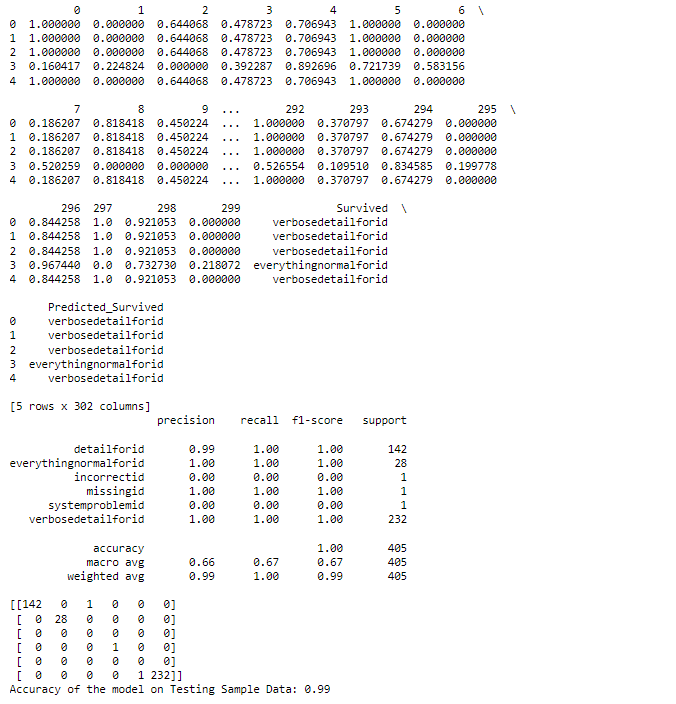 0 1 2 3 4 5 6 \
0 1.000000 0.000000 0.644068 0.478723 0.706943 1.000000 0.000000
1 1.000000 0.000000 0.644068 0.478723 0.706943 1.000000 0.000000
2 1.000000 0.000000 0.644068 0.478723 0.706943 1.000000 0.000000
3 0.160417 0.224824 0.000000 0.392287 0.892696 0.721739 0.583156
4 1.000000 0.000000 0.644068 0.478723 0.706943 1.000000 0.000000
7 8 9 ... 292 293 294 295 \
0 0.186207 0.818418 0.450224 ... 1.000000 0.370797 0.674279 0.000000
1 0.186207 0.818418 0.450224 ... 1.000000 0.370797 0.674279 0.000000
2 0.186207 0.818418 0.450224 ... 1.000000 0.370797 0.674279 0.000000
3 0.520259 0.000000 0.000000 ... 0.526554 0.109510 0.834585 0.199778
4 0.186207 0.818418 0.450224 ... 1.000000 0.370797 0.674279 0.000000
296 297 298 299 Survived \
0 0.844258 1.0 0.921053 0.000000 verbosedetailforid
1 0.844258 1.0 0.921053 0.000000 verbosedetailforid
2 0.844258 1.0 0.921053 0.000000 verbosedetailforid
3 0.967440 0.0 0.732730 0.218072 everythingnormalforid
4 0.844258 1.0 0.921053 0.000000 verbosedetailforid
Predicted_Survived
0 verbosedetailforid
1 verbosedetailforid
2 verbosedetailforid
3 everythingnormalforid
4 verbosedetailforid
[5 rows x 302 columns]
precision recall f1-score support
detailforid 0.99 1.00 1.00 142
everythingnormalforid 1.00 1.00 1.00 28
incorrectid 0.00 0.00 0.00 1
missingid 1.00 1.00 1.00 1
systemproblemid 0.00 0.00 0.00 1
verbosedetailforid 1.00 1.00 1.00 232
accuracy 1.00 405
macro avg 0.66 0.67 0.67 405
weighted avg 0.99 1.00 0.99 405
[[142 0 1 0 0 0]
[ 0 28 0 0 0 0]
[ 0 0 0 0 0 0]
[ 0 0 0 1 0 0]
[ 0 0 0 0 0 0]
[ 0 0 0 0 1 232]]
Accuracy of the model on Testing Sample Data: 0.99